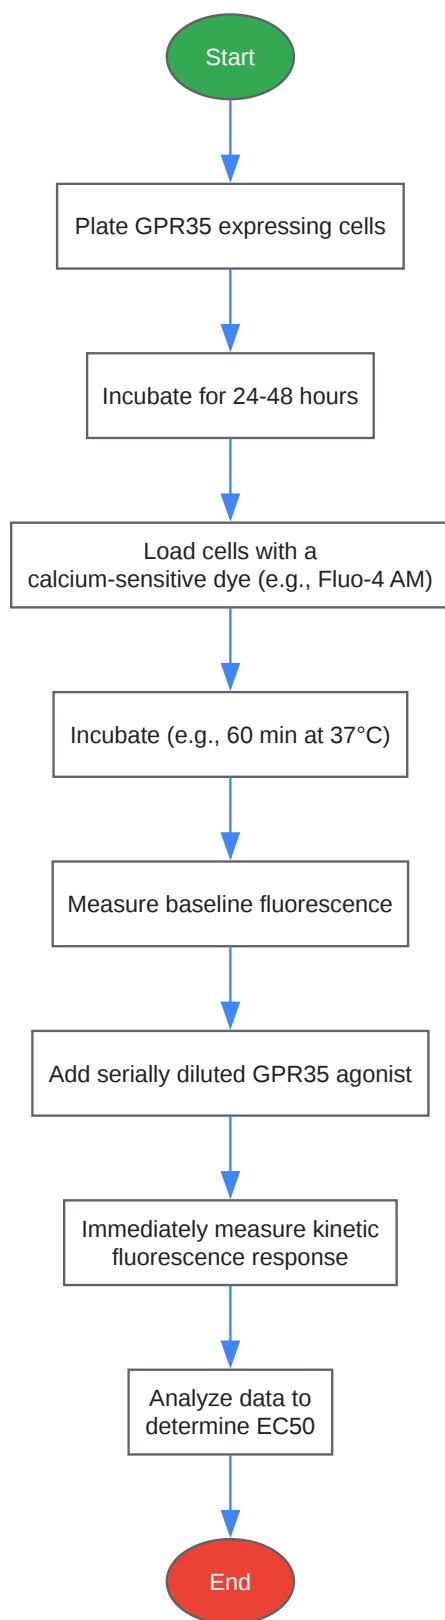 Start
Plate GPR35 expressing cells
Incubate for 24-48 hours
Load cells with a
calcium-sensitive dye (e.g., Fluo-4 AM)
Incubate (e.g., 60 min at 37°C)
Measure baseline fluorescence
Add serially diluted GPR35 agonist
Immediately measure kinetic
fluorescence response
Analyze data to
determine EC50
End